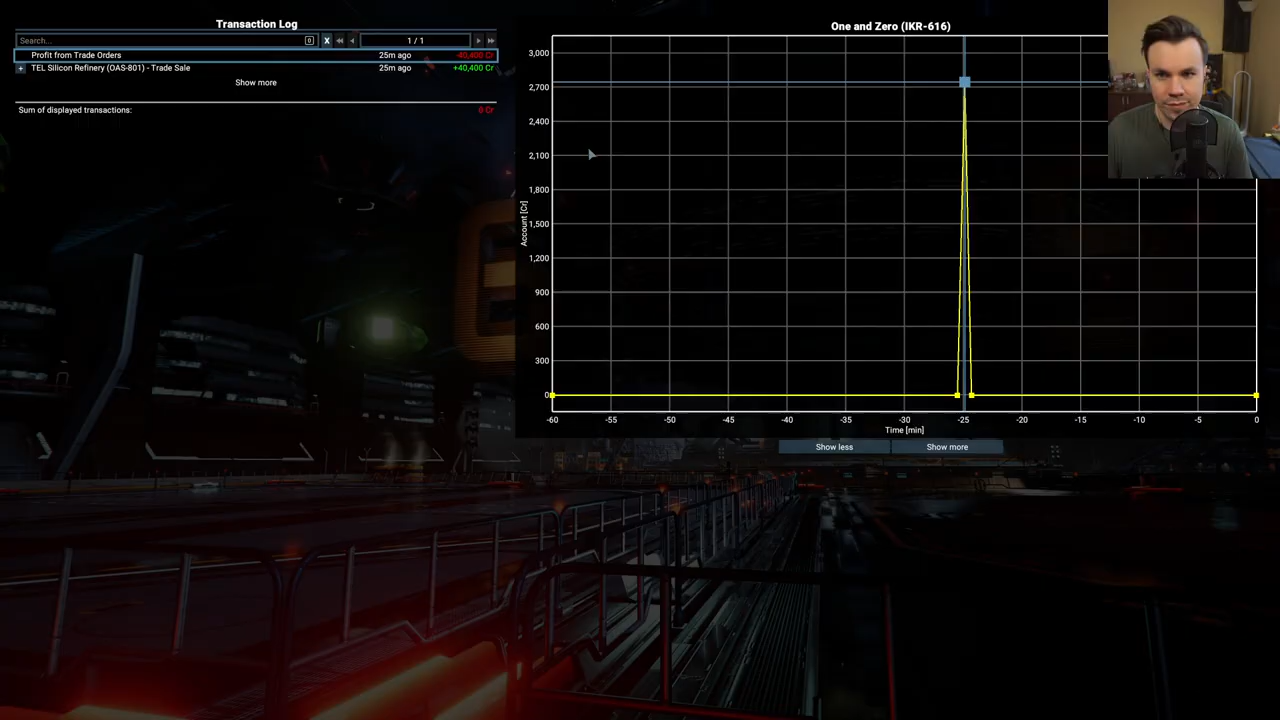 Transaction Log
Search...
0
X
1 / 1
Profit from Trade Orders 25m ago -40,400 Cr
+ TEL Silicon Refinery (OAS-801) - Trade Sale 25m ago +40,400 Cr
Show more
Sum of displayed transactions: 0 Cr
One and Zero (IKR-616)
3,000
2,700
2,400
2,100
1,800
1,500
1,200
900
600
300
0
Account [Cr]
-60 -55 -50 -45 -40 -35 -30 -25 -20 -15 -10 -5 0
Time [min]
Show less Show more